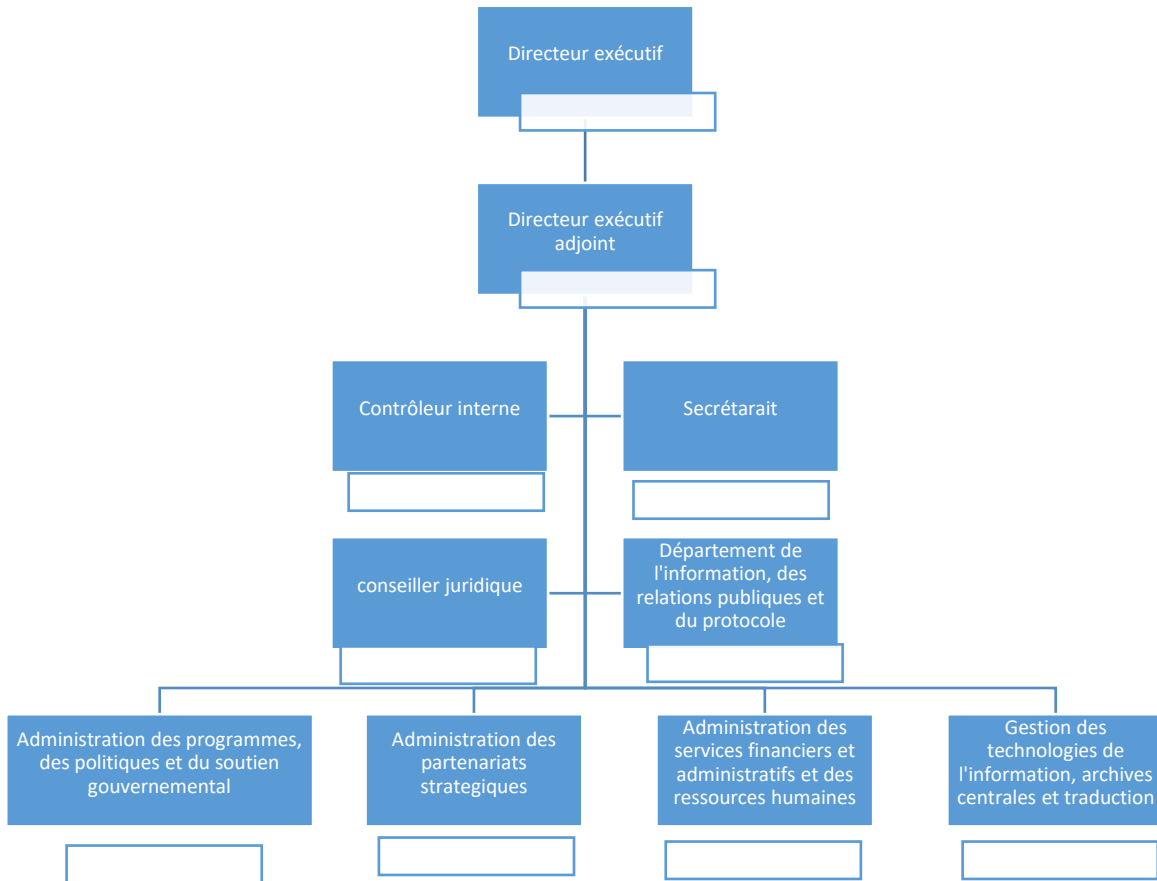 Directeur exécutif
Directeur exécutif
adjoint
Contrôleur interne
Secrétarait
conseiller juridique
Département de
l'information, des
relations publiques et
du protocole
Administration des programmes,
des politiques et du soutien
gouvernemental
Administration des
partenariats
strategiques
Administration des
services financiers et
administratifs et des
ressources humaines
Gestion des
technologies de
l'information, archives
centrales et traduction